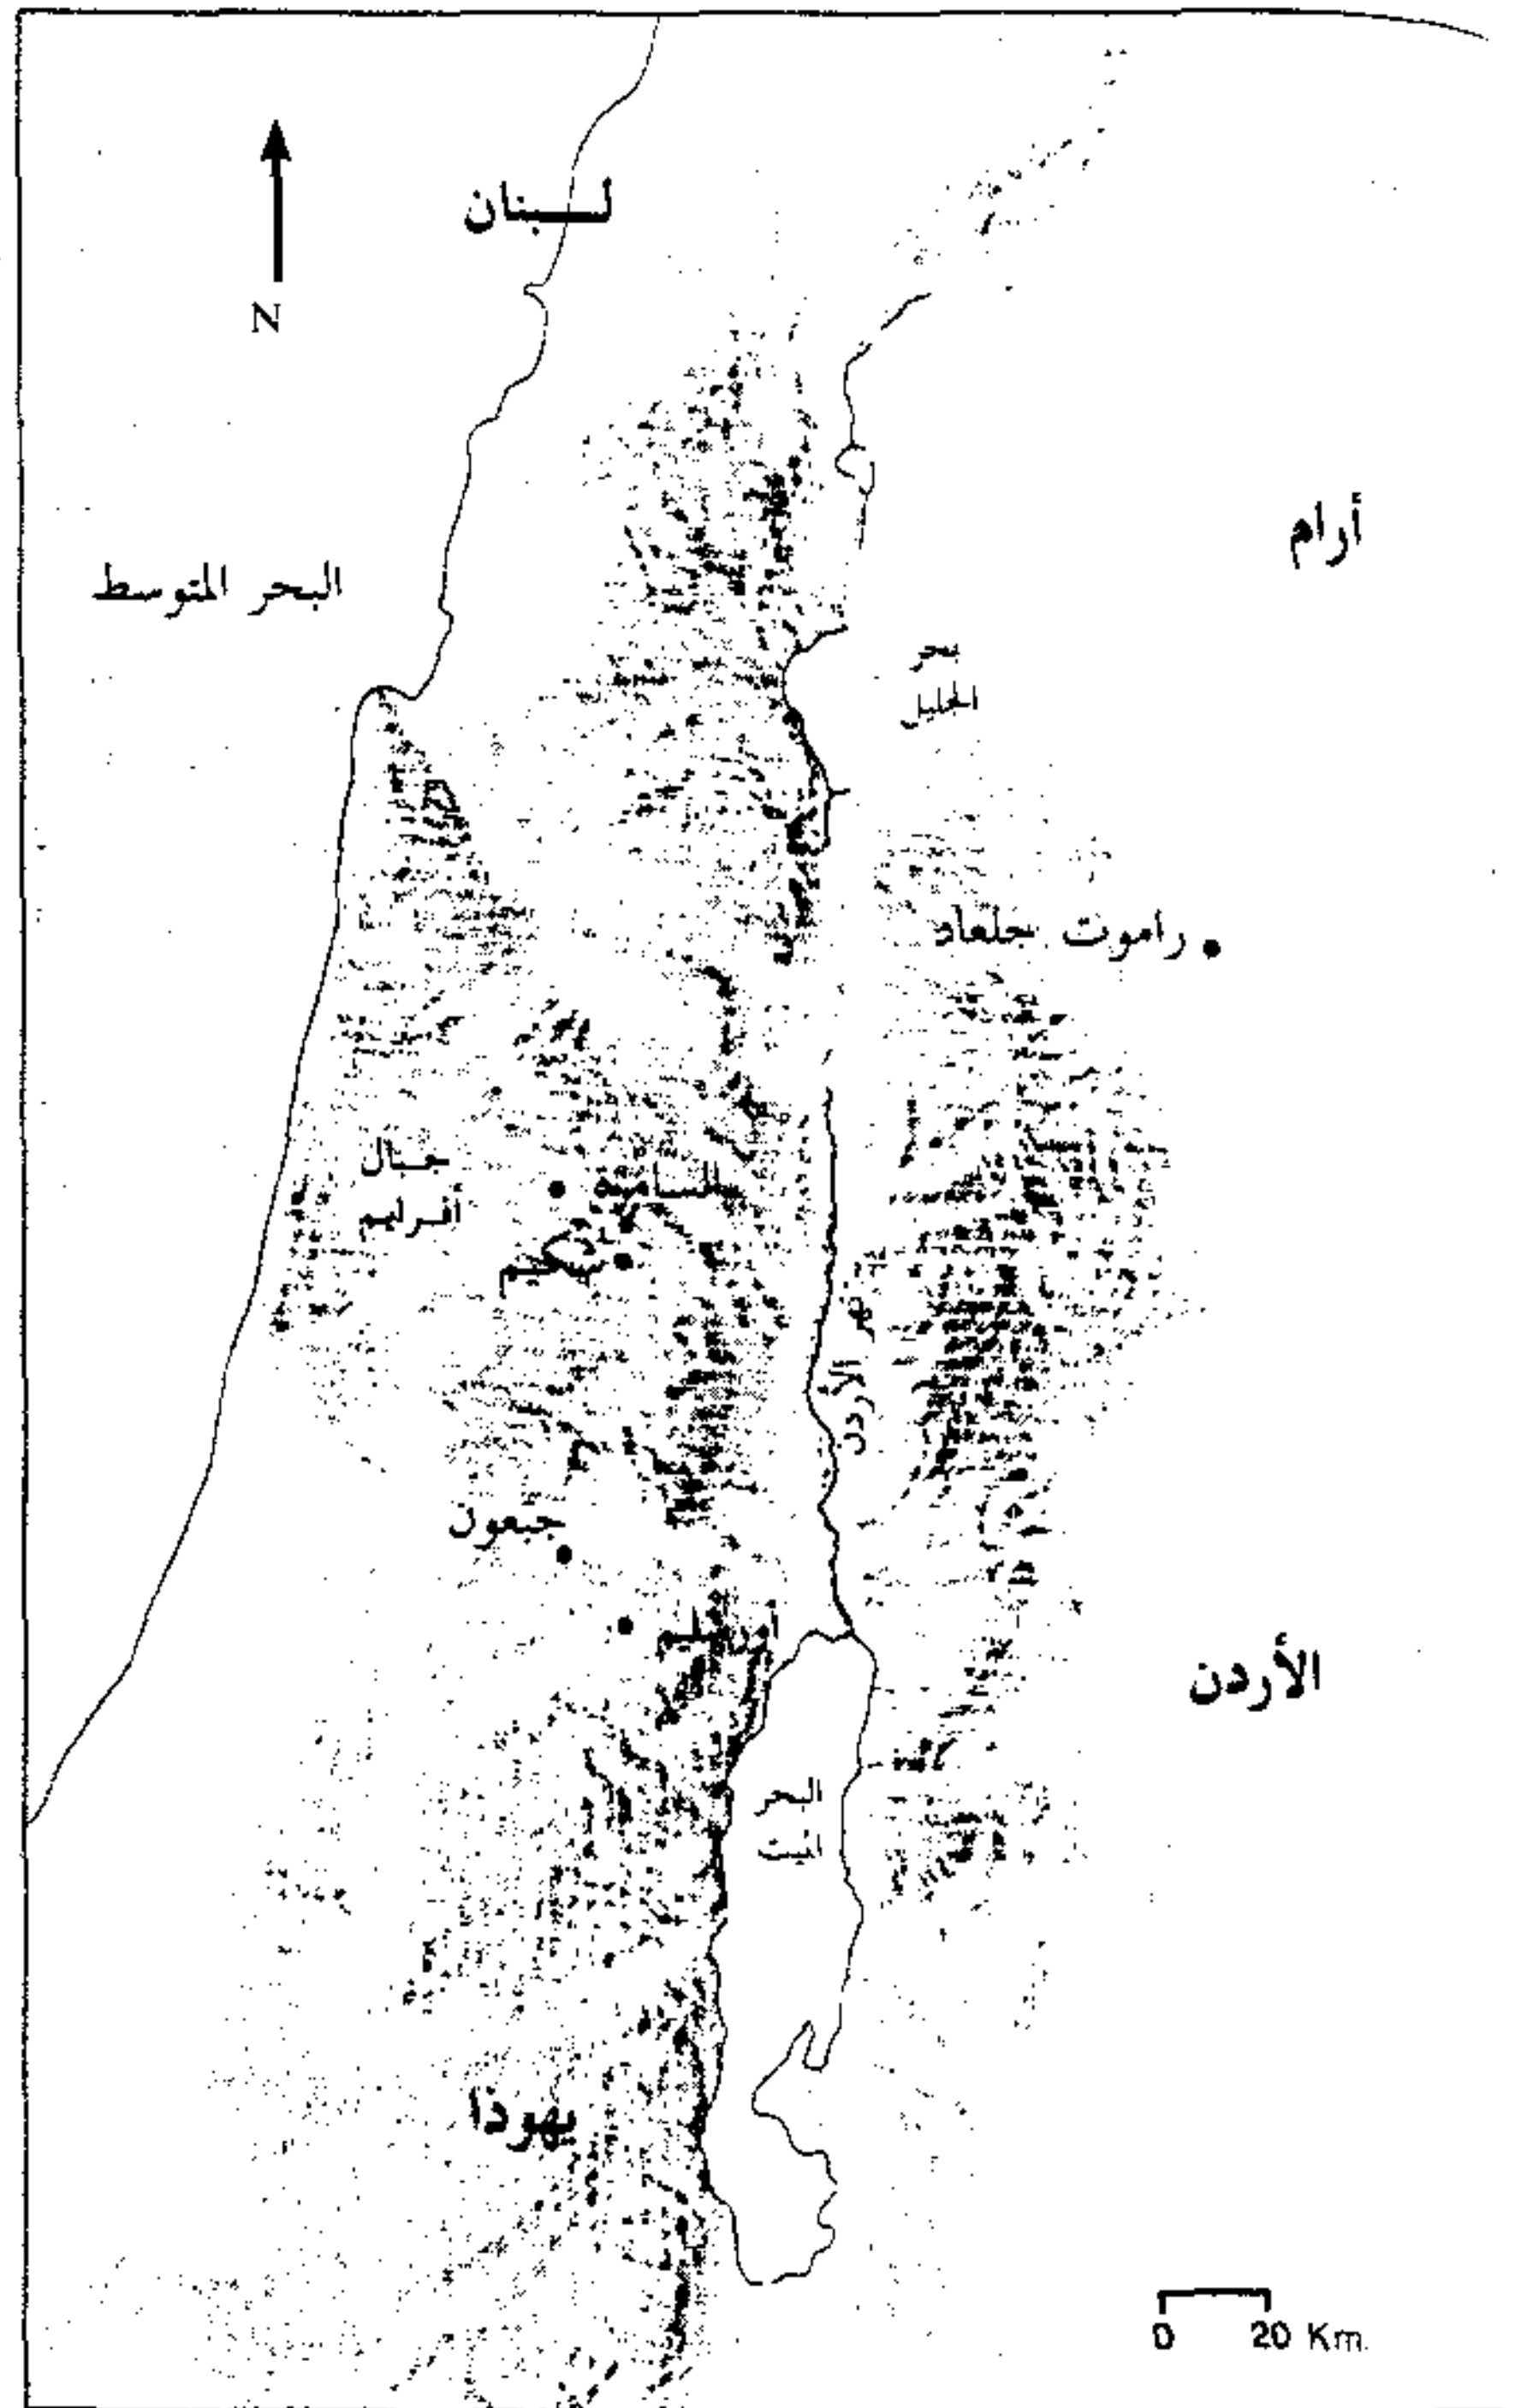 لبنان
N
أرام
البحر المتوسط
بحر
الجليل
راموت جلعاد
جبال
أفرايم
السامرة
شكيم
نهر الأردن
جبعون
أورشليم
الأردن
البحر
الميت
يهوذا
0 20 Km.